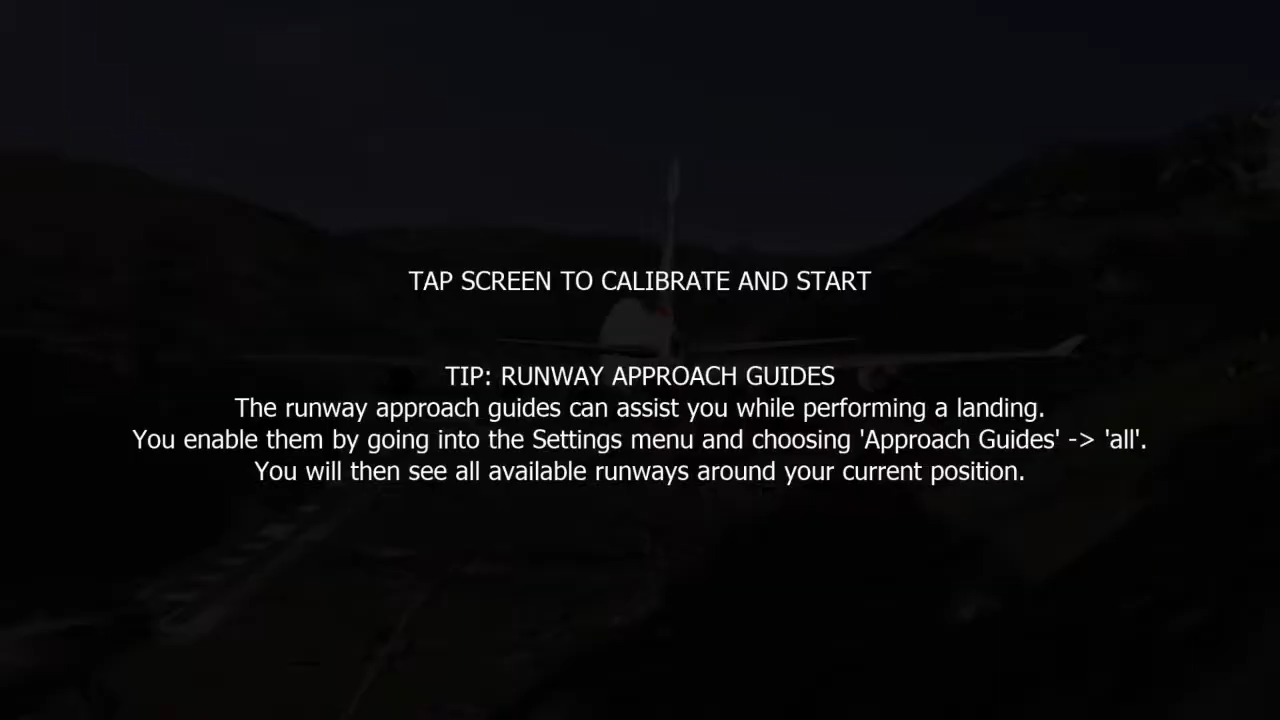 TAP SCREEN TO CALIBRATE AND START
TIP: RUNWAY APPROACH GUIDES
The runway approach guides can assist you while performing a landing.
You enable them by going into the Settings menu and choosing 'Approach Guides' -> 'all'.
You will then see all available runways around your current position.